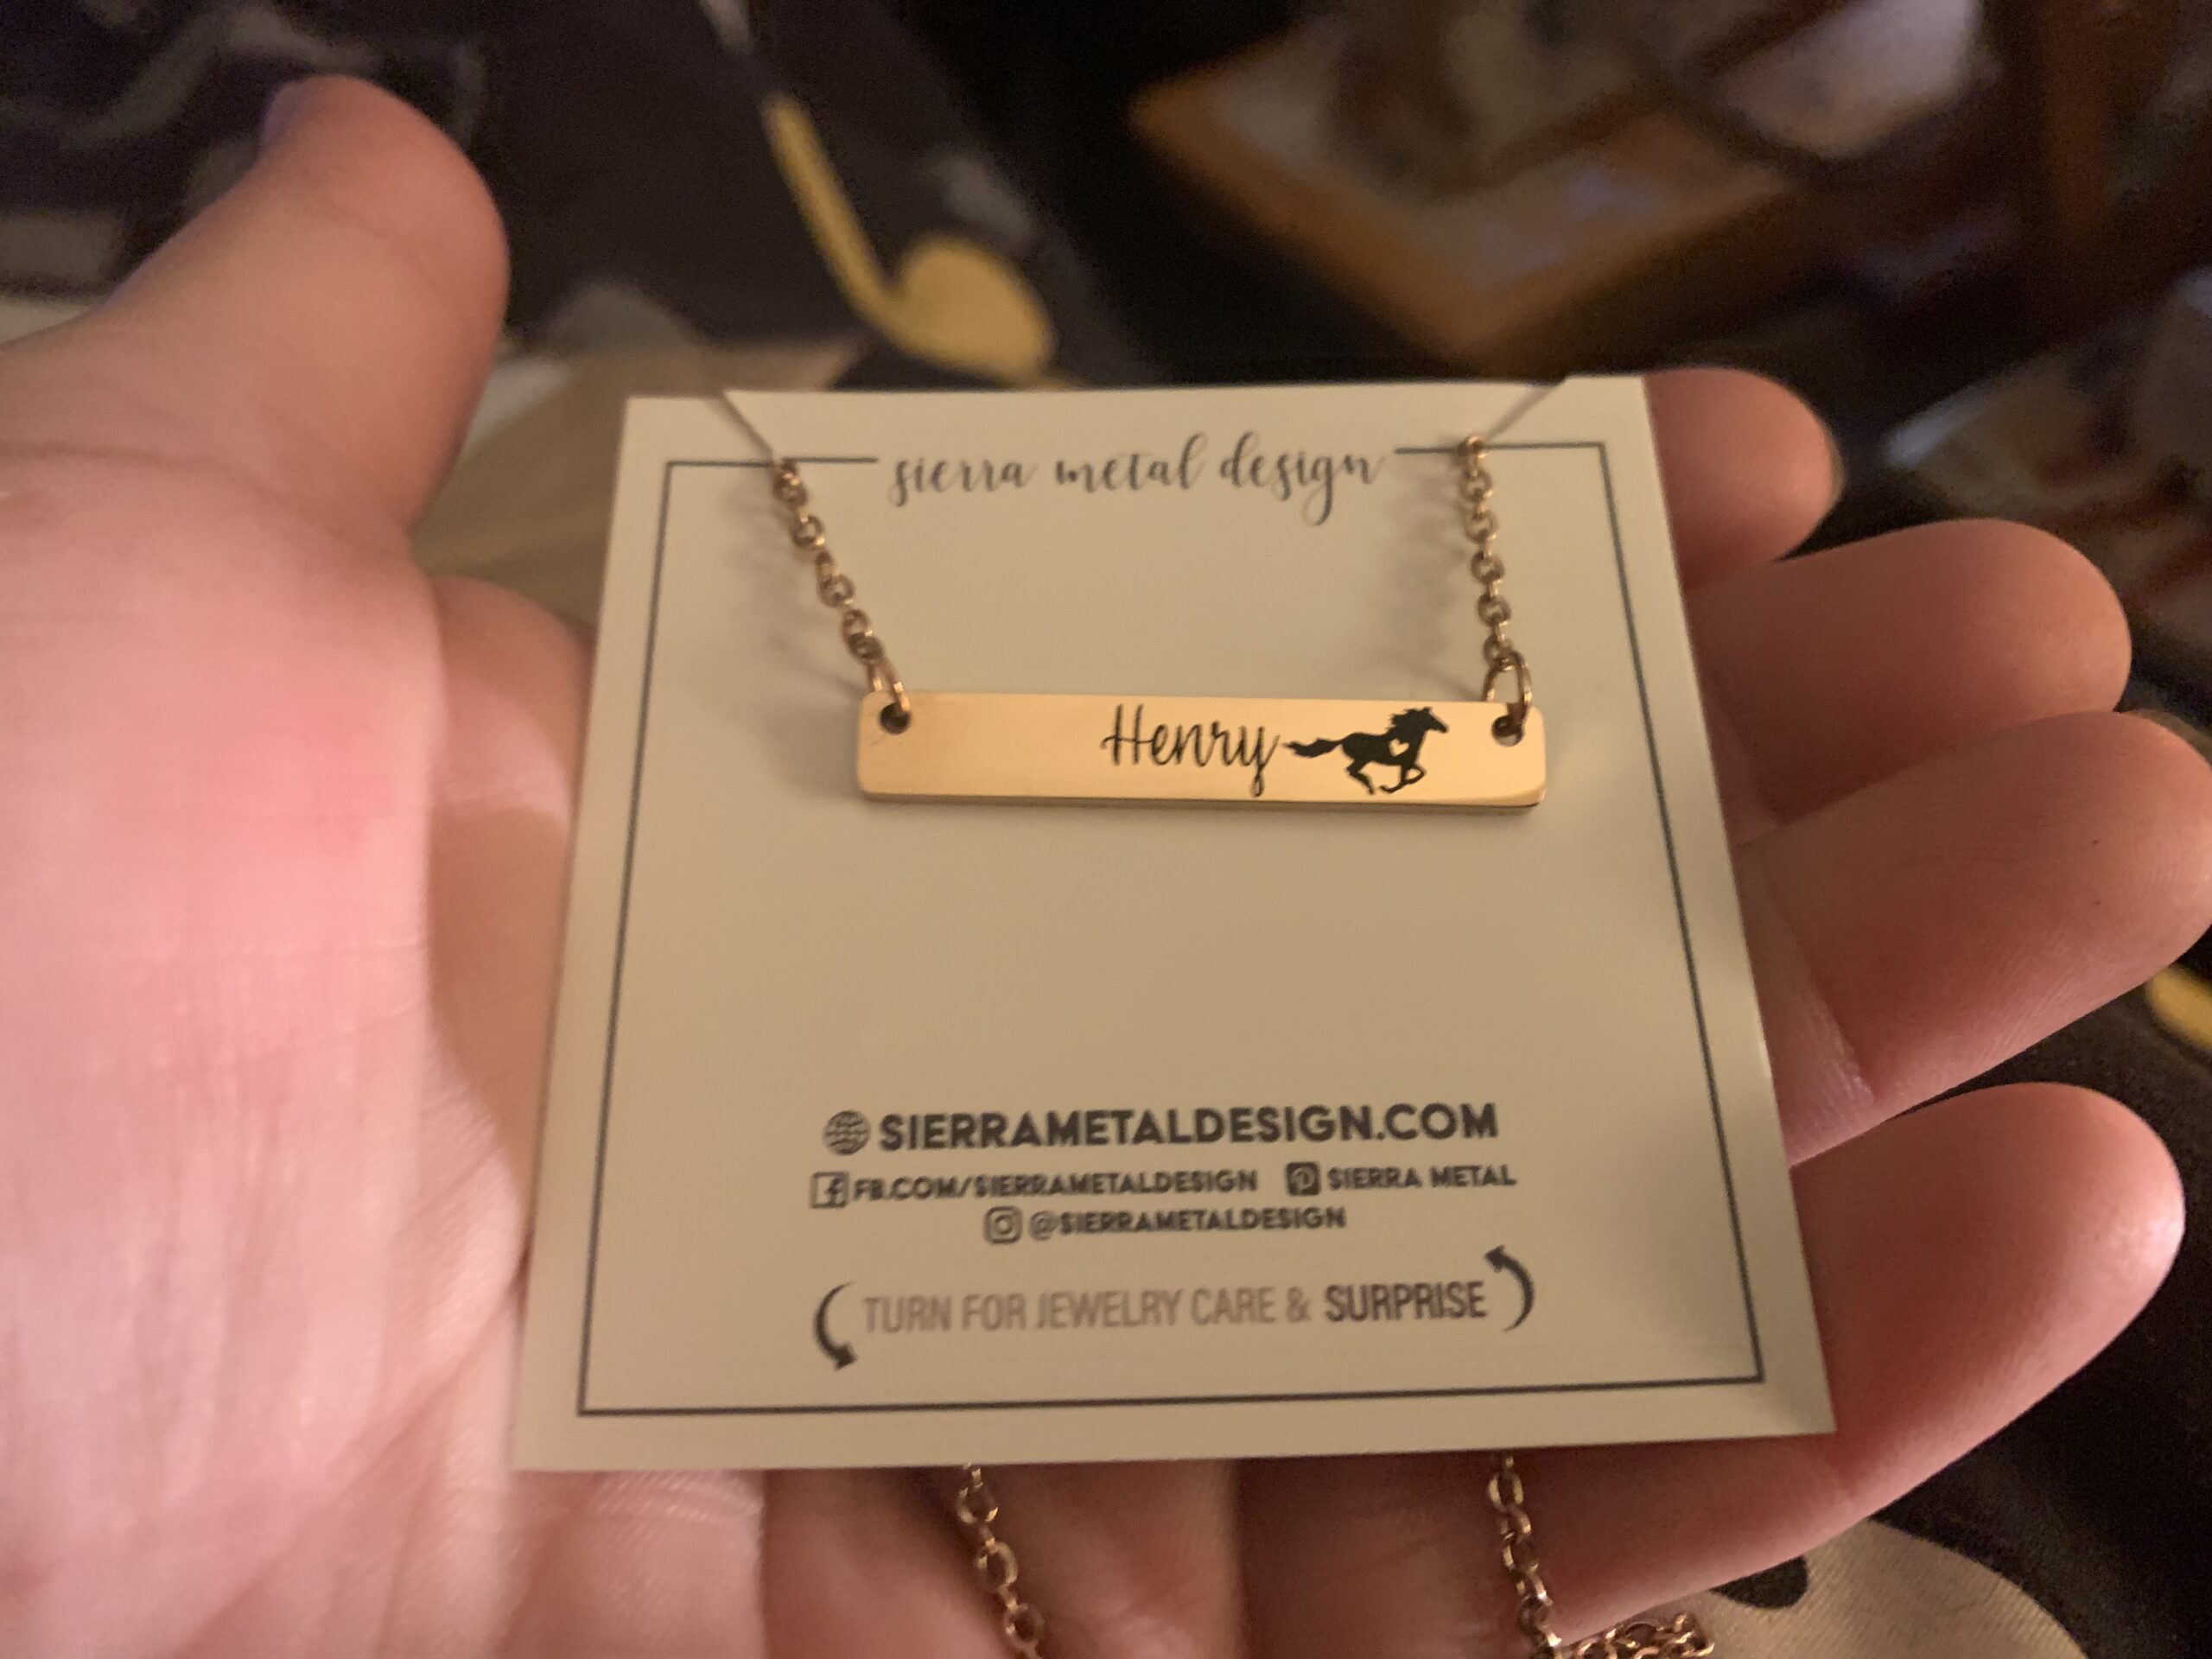 sierra metal design
Henry
SIERRAMETALDESIGN.COM
FB.COM/SIERRAMETALDESIGN SIERRA METAL
@SIERRAMETALDESIGN
TURN FOR JEWELRY CARE & SURPRISE